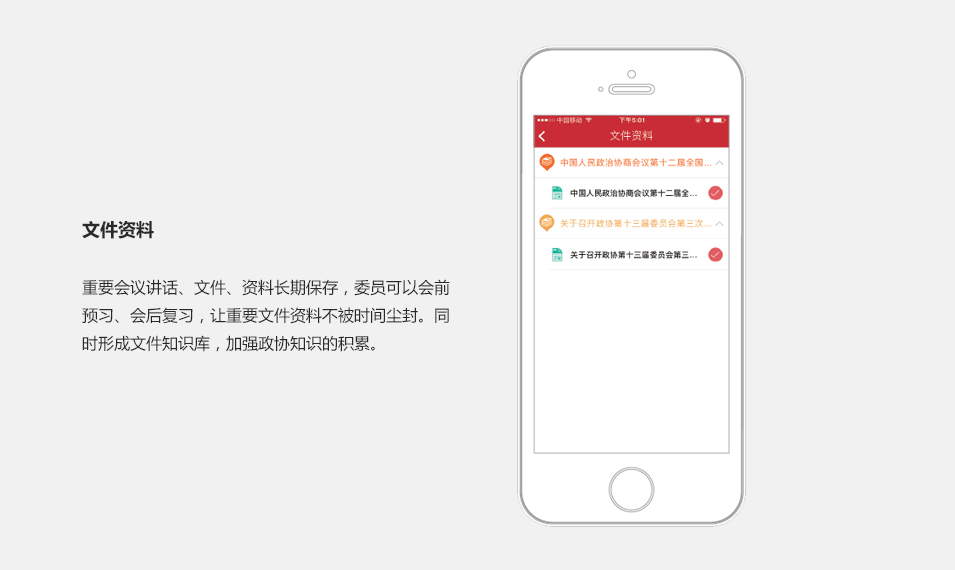 文件资料
重要会议讲话、文件、资料长期保存，委员可以会前
预习、会后复习，让重要文件资料不被时间尘封。同
时形成文件知识库，加强政协知识的积累。
中国移动 下午5:01
文件资料
中国人民政治协商会议第十二届全国...
中国人民政治协商会议第十二届全...
关于召开政协第十三届委员会第三次...
关于召开政协第十三届委员会第三...